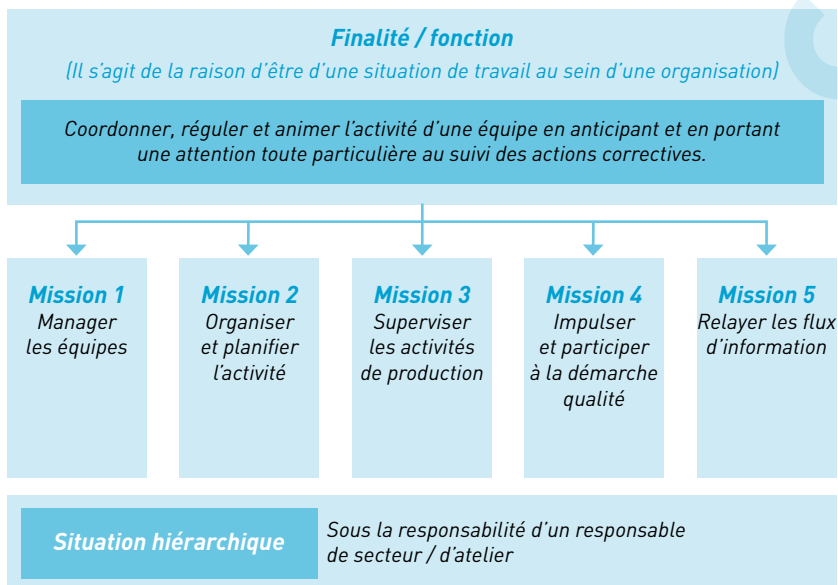 Finalité / fonction
(Il s’agit de la raison d’être d’une situation de travail au sein d’une organisation)
Coordonner, réguler et animer l’activité d’une équipe en anticipant et en portant
une attention toute particulière au suivi des actions correctives.
Mission 1
Manager
les équipes
Mission 2
Organiser
et planifier
l’activité
Mission 3
Superviser
les activités
de production
Mission 4
Impulser
et participer
à la démarche
qualité
Mission 5
Relayer les flux
d’information
Situation hiérarchique
Sous la responsabilité d’un responsable
de secteur / d’atelier